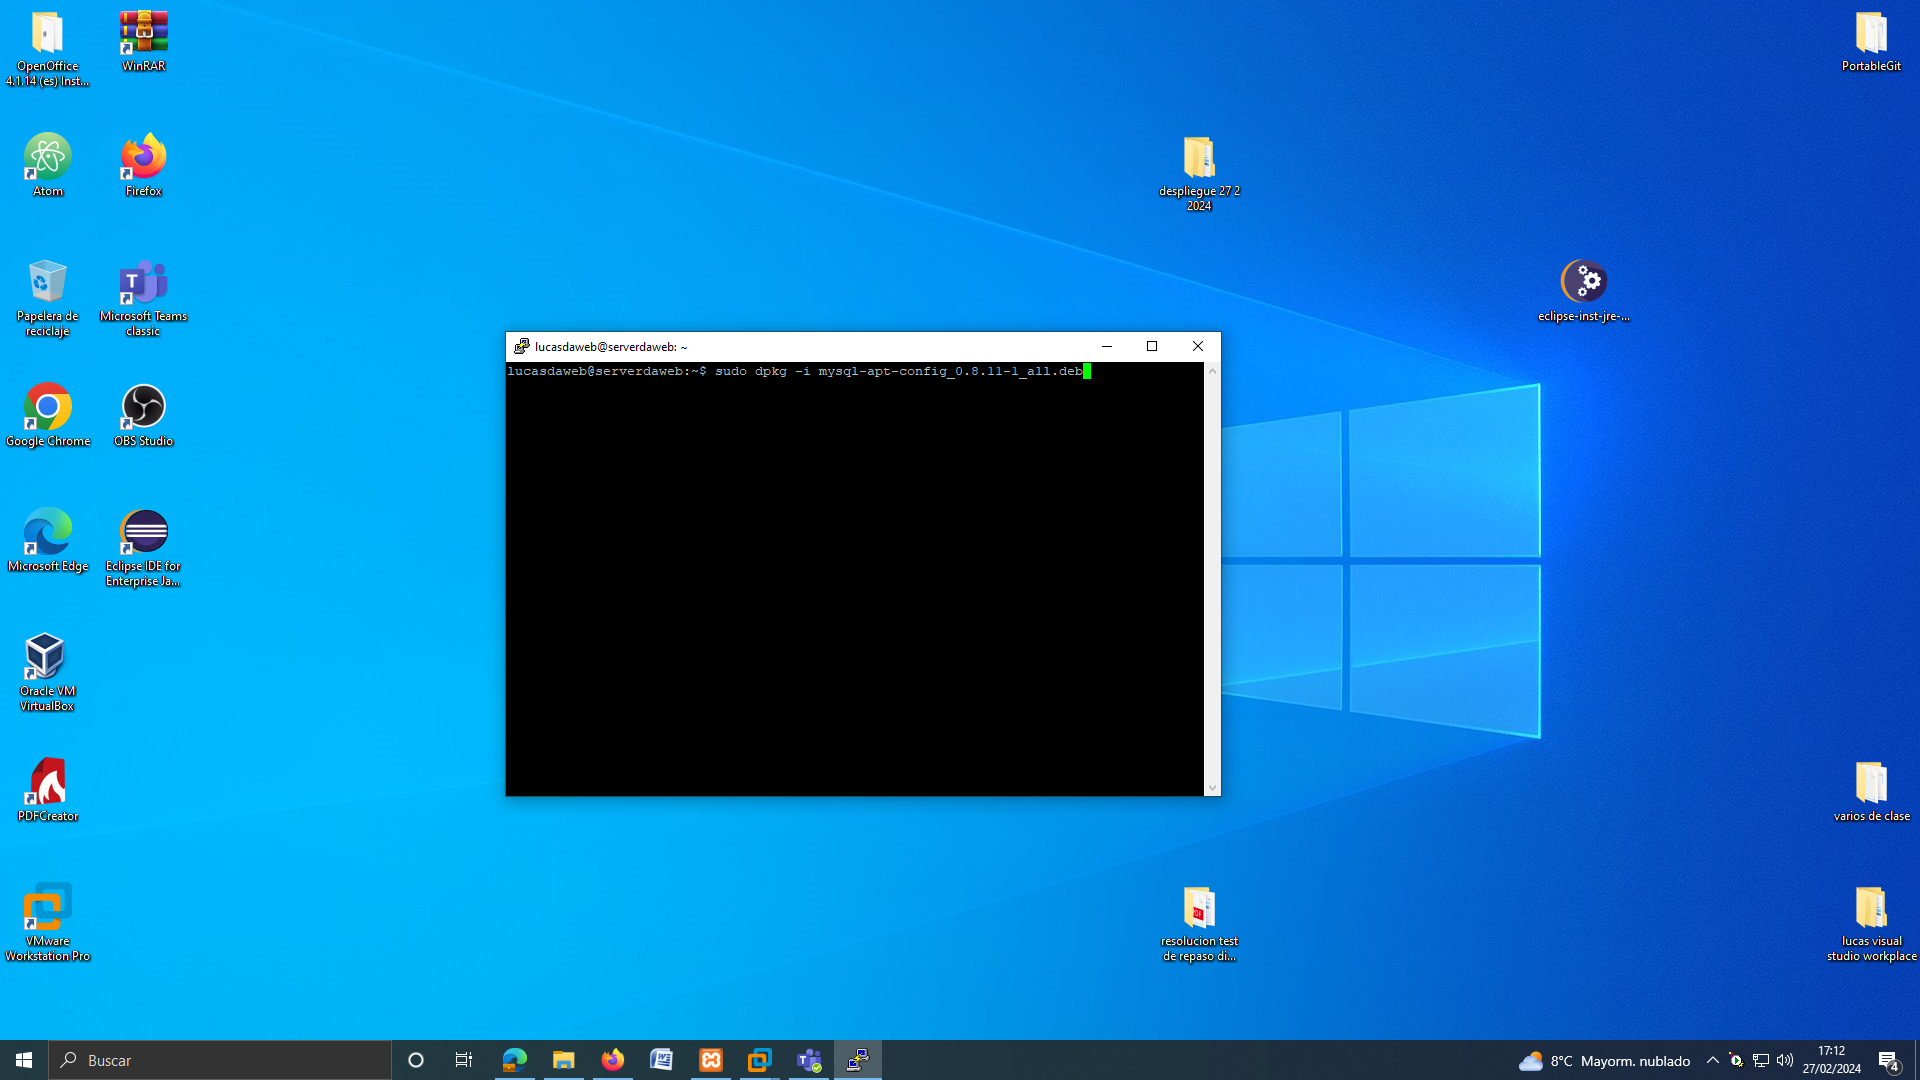 OpenOffice
4.1.14 (es) Inst...
WinRAR
PortableGit
Atom
Firefox
despliegue 27 2
2024
Papelera de
reciclaje
Microsoft Teams
classic
eclipse-inst-jre-...
lucasdaweb@serverdaweb: ~
lucasdaweb@serverdaweb:~$ sudo dpkg -i mysql-apt-config_0.8.11-1_all.deb
Google Chrome
OBS Studio
Microsoft Edge
Eclipse IDE for
Enterprise Ja...
Oracle VM
VirtualBox
PDFCreator
varios de clase
VMware
Workstation Pro
resolucion test
de repaso di...
lucas visual
studio workplace
Buscar
8°C Mayorm. nublado
17:12
27/02/2024
4